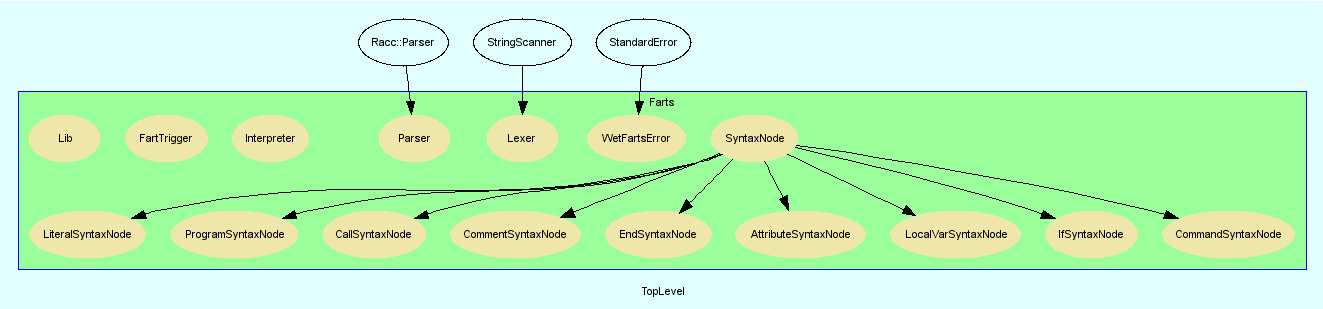 Racc::Parser StringScanner StandardError
Farts
Lib FartTrigger Interpreter Parser Lexer WetFartsError SyntaxNode
LiteralSyntaxNode ProgramSyntaxNode CallSyntaxNode CommentSyntaxNode EndSyntaxNode AttributeSyntaxNode LocalVarSyntaxNode IfSyntaxNode CommandSyntaxNode
TopLevel